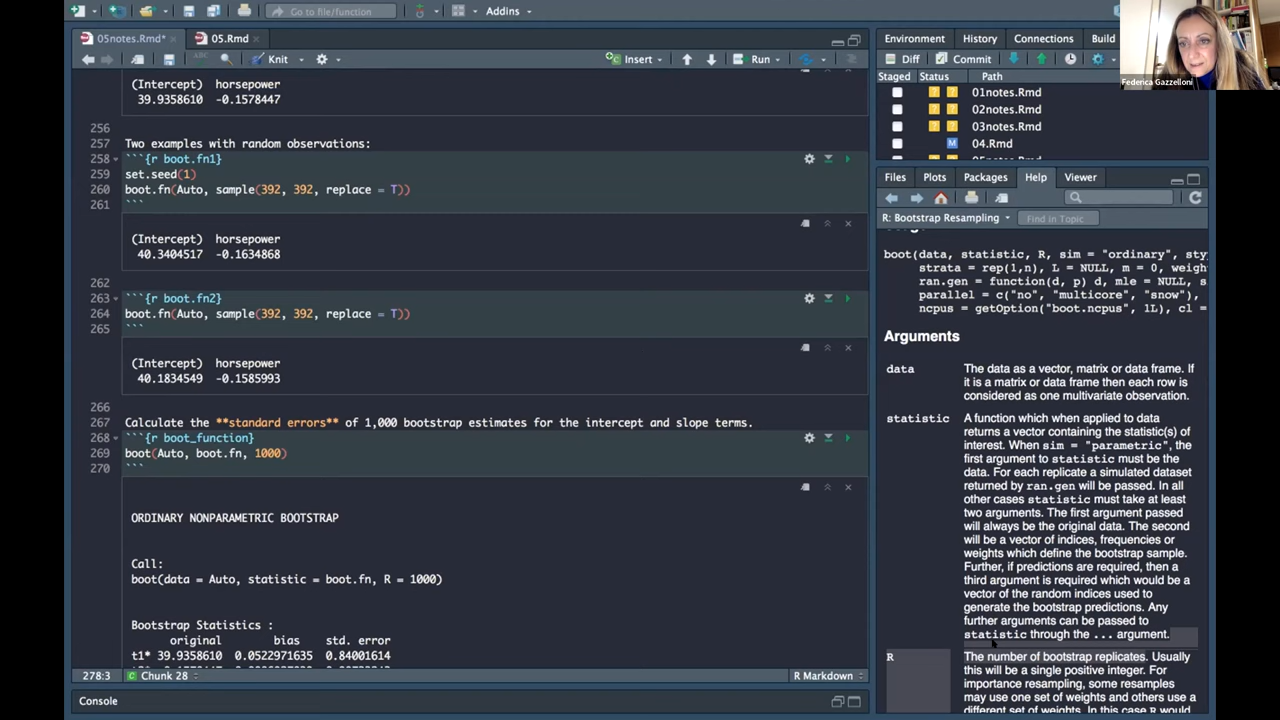 Go to file/function
Addins
05notes.Rmd*
05.Rmd
Knit
Insert
Run
(Intercept) horsepower
39.9358610 -0.1578447
256
257 Two examples with random observations:
258 ```{r boot.fn1}
259 set.seed(1)
260 boot.fn(Auto, sample(392, 392, replace = T))
261 ```
(Intercept) horsepower
40.3404517 -0.1634868
262
263 ```{r boot.fn2}
264 boot.fn(Auto, sample(392, 392, replace = T))
265 ```
(Intercept) horsepower
40.1834549 -0.1585993
266
267 Calculate the **standard errors** of 1,000 bootstrap estimates for the intercept and slope terms.
268 ```{r boot_function}
269 boot(Auto, boot.fn, 1000)
270 ```
ORDINARY NONPARAMETRIC BOOTSTRAP
Call:
boot(data = Auto, statistic = boot.fn, R = 1000)
Bootstrap Statistics :
original bias std. error
t1* 39.9358610 0.0522971635 0.84001614
278:3 Chunk 28 R Markdown
Console
Environment History Connections Build
Diff Commit
Staged Status Path
01notes.Rmd
02notes.Rmd
03notes.Rmd
M 04.Rmd
Files Plots Packages Help Viewer
R: Bootstrap Resampling Find in Topic
boot(data, statistic, R, sim = "ordinary",
strata = rep(1,n), L = NULL, m = 0,
ran.gen = function(d, p) d, mle = NULL,
parallel = c("no", "multicore", "snow"),
ncpus = getOption("boot.ncpus", 1L), cl =
Arguments
data The data as a vector, matrix or data frame. If
it is a matrix or data frame then each row is
considered as one multivariate observation.
statistic A function which when applied to data
returns a vector containing the statistic(s) of
interest. When sim = "parametric", the
first argument to statistic must be the
data. For each replicate a simulated dataset
returned by ran.gen will be passed. In all
other cases statistic must take at least
two arguments. The first argument passed
will always be the original data. The second
will be a vector of indices, frequencies or
weights which define the bootstrap sample.
Further, if predictions are required, then a
third argument is required which would be a
vector of the random indices used to
generate the bootstrap predictions. Any
further arguments can be passed to
statistic through the ... argument.
R The number of bootstrap replicates. Usually
this will be a single positive integer. For
importance resampling, some resamples
may use one set of weights and others use a
different set of weights. In this case R would
Federica Gazzelloni